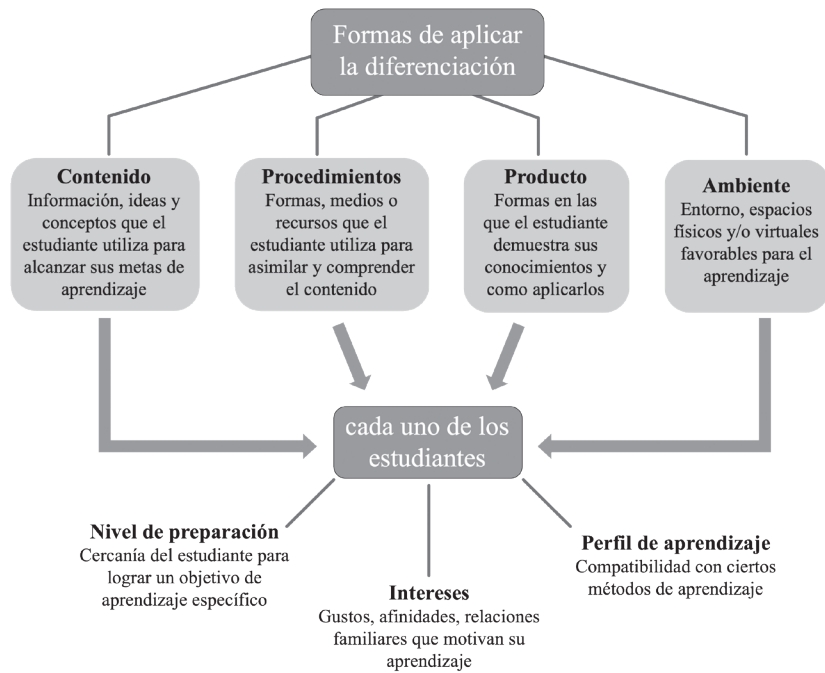 Formas de aplicar
la diferenciación
Contenido
Información, ideas y
conceptos que el
estudiante utiliza para
alcanzar sus metas de
aprendizaje
Procedimientos
Formas, medios o
recursos que el
estudiante utiliza para
asimilar y comprender
el contenido
Producto
Formas en las
que el estudiante
demuestra sus
conocimientos y
como aplicarlos
Ambiente
Entorno, espacios
físicos y/o virtuales
favorables para el
aprendizaje
cada uno de los
estudiantes
Nivel de preparación
Cercanía del estudiante para
lograr un objetivo de
aprendizaje específico
Intereses
Gustos, afinidades, relaciones
familiares que motivan su
aprendizaje
Perfil de aprendizaje
Compatibilidad con ciertos
métodos de aprendizaje